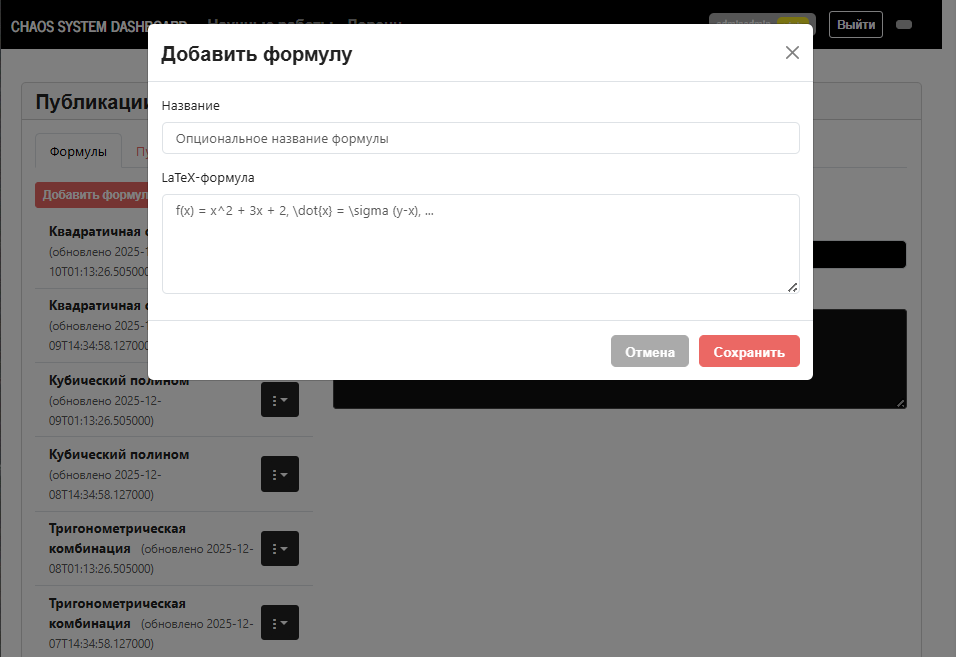 CHAOS SYSTEM DASHBOARD
Научные работы
Выйти
Добавить формулу
Название
Опциональное название формулы
LaTeX-формула
f(x) = x^2 + 3x + 2, \dot{x} = \sigma (y-x), ...
Отмена
Сохранить
Публикации
Формулы
Добавить формул
Квадратичная
(обновлено 2025-1
10T01:13:26.505000
Квадратичная
(обновлено 2025-1
09T14:34:58.127000
Кубический полином
(обновлено 2025-12-
09T01:13:26.505000)
Кубический полином
(обновлено 2025-12-
08T14:34:58.127000)
Тригонометрическая
комбинация (обновлено 2025-12-
08T01:13:26.505000)
Тригонометрическая
комбинация (обновлено 2025-12-
07T14:34:58.127000)